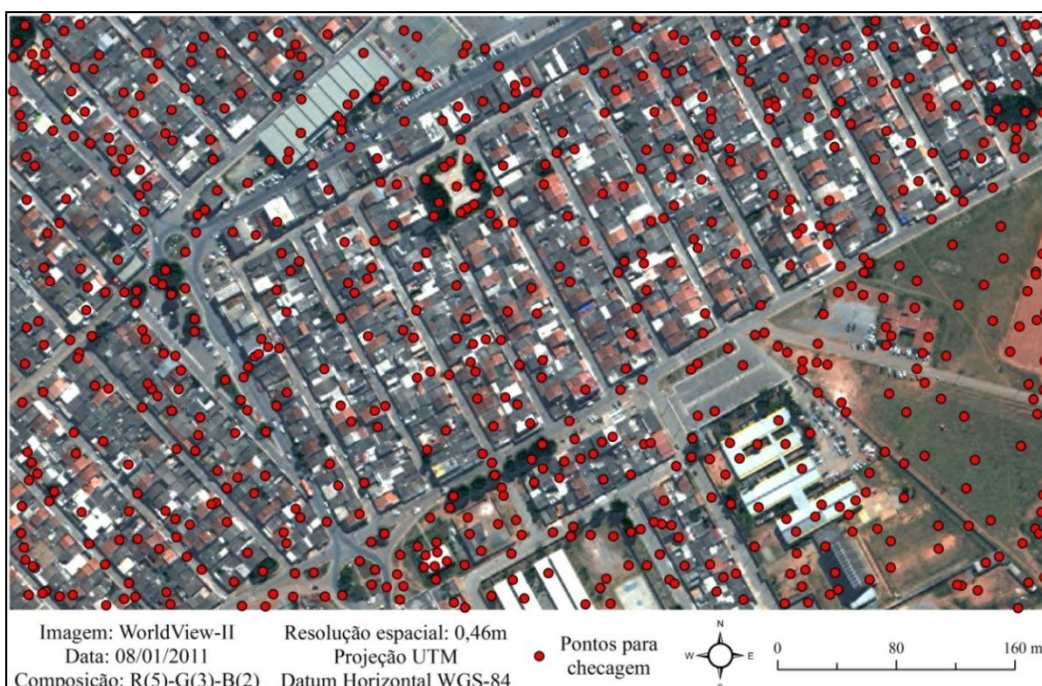 Imagem: WorldView-II
Data: 08/01/2011
Composição: R(5)-G(3)-B(2)
Resolução espacial: 0,46m
Projeção UTM
Datum Horizontal WGS-84
Pontos para
checagem
N
W E
0 80 160 m